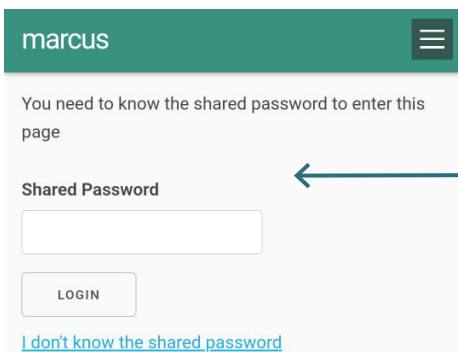 marcus
You need to know the shared password to enter this
page
Shared Password
LOGIN
I don't know the shared password